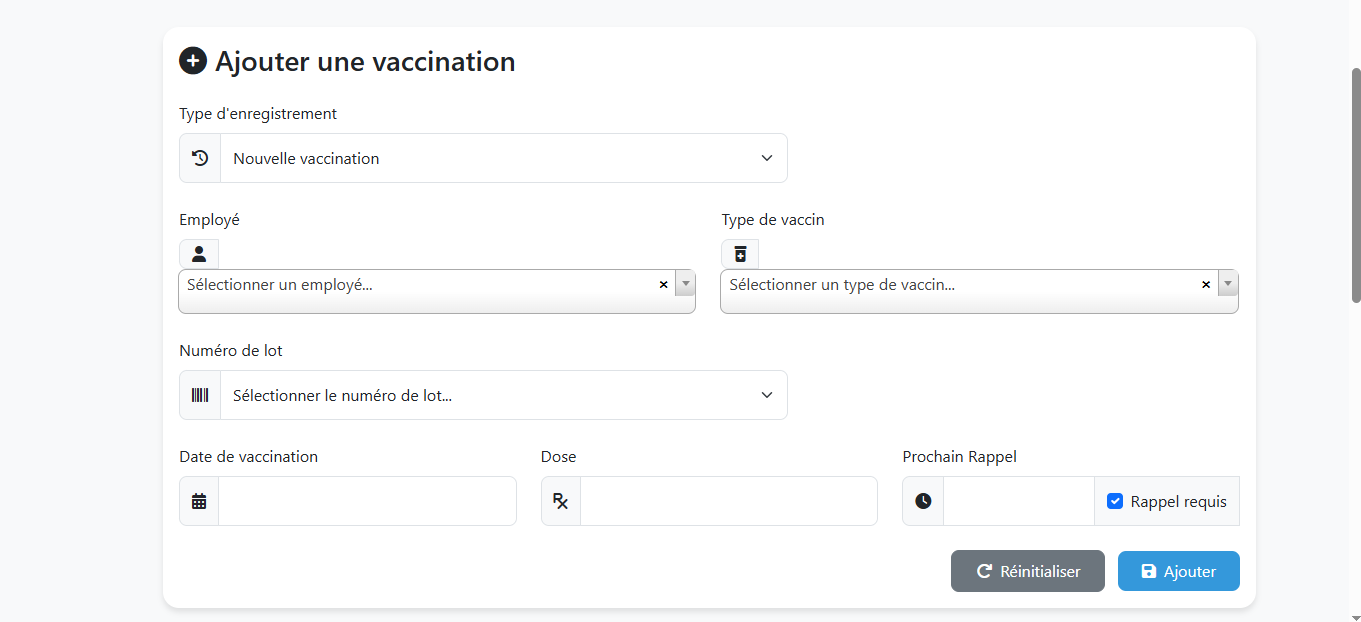 Ajouter une vaccination
Type d'enregistrement
Nouvelle vaccination
Employé
Type de vaccin
Sélectionner un employé... ×
Sélectionner un type de vaccin... ×
Numéro de lot
Sélectionner le numéro de lot...
Date de vaccination
Dose
Prochain Rappel
Rappel requis
Réinitialiser
Ajouter